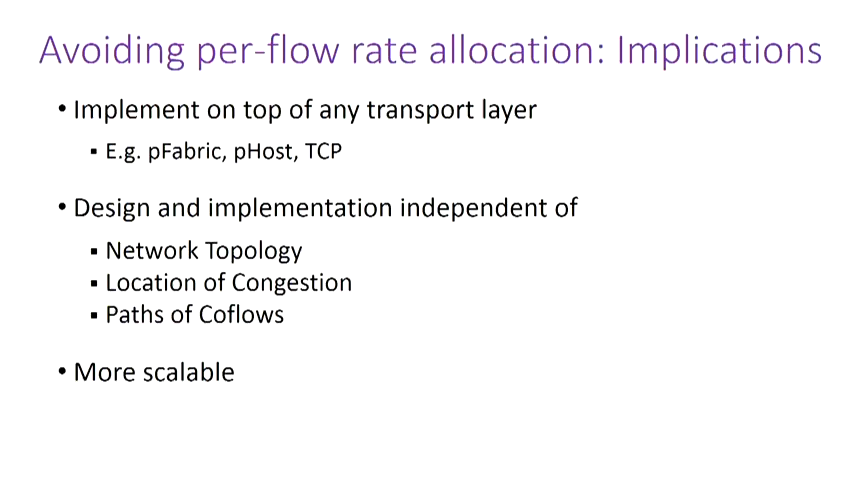 Avoiding per-flow rate allocation: Implications
• Implement on top of any transport layer
▪ E.g. pFabric, pHost, TCP
• Design and implementation independent of
▪ Network Topology
▪ Location of Congestion
▪ Paths of Coflows
• More scalable